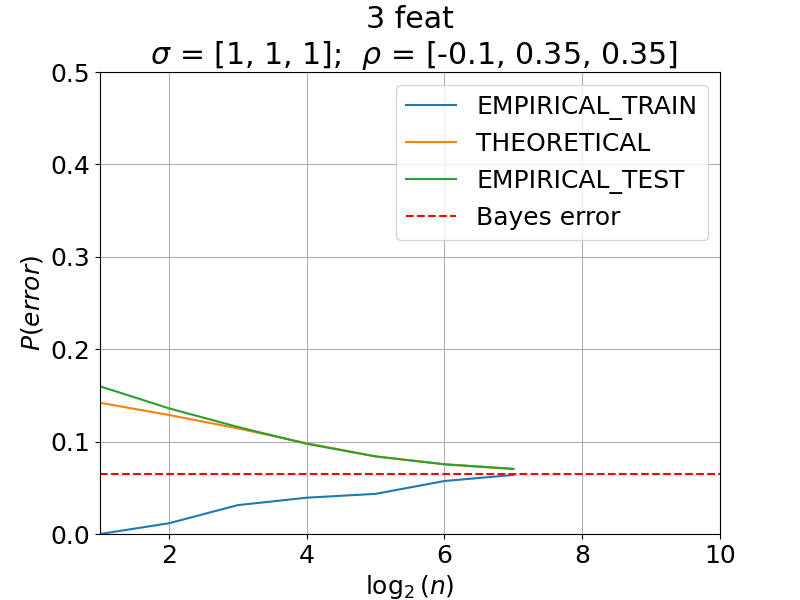 3 feat
σ = [1, 1, 1]; ρ = [-0.1, 0.35, 0.35]
0.5
0.4
0.3
0.2
0.1
0.0
P(error)
EMPIRICAL_TRAIN
THEORETICAL
EMPIRICAL_TEST
Bayes error
2 4 6 8 10
log₂(n)